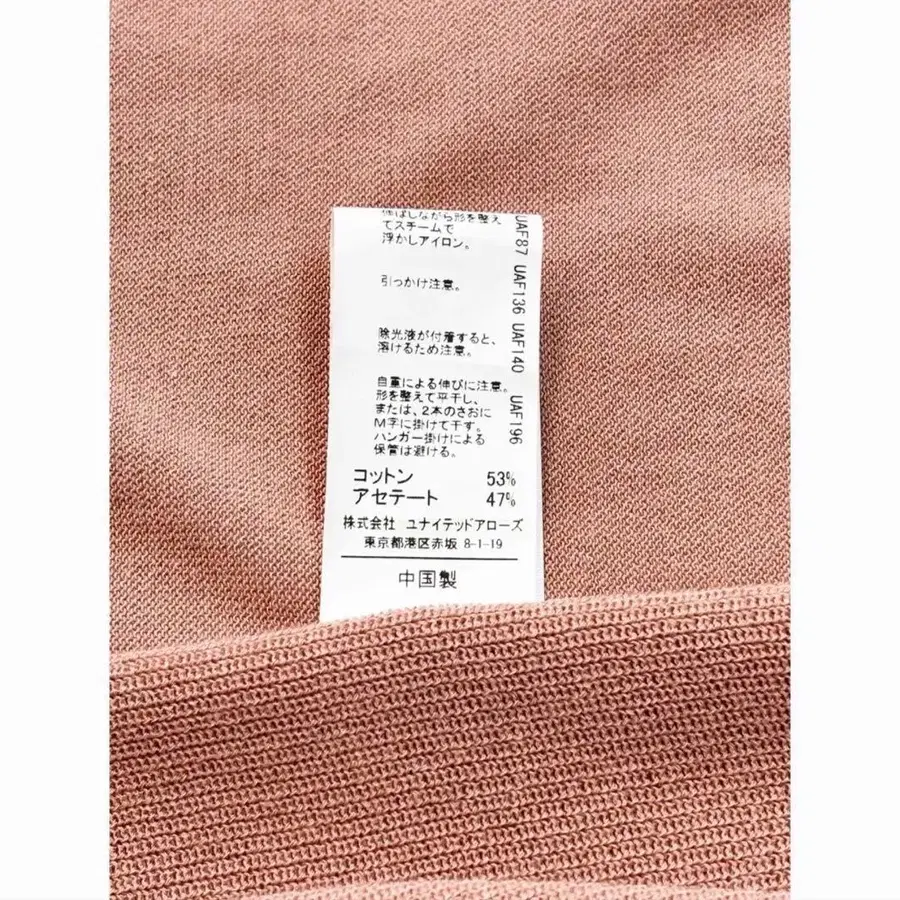 伸ばしながら形を整え
てスチームで
浮かしアイロン。
引っかけ注意。
除光液が付着すると、
溶けるため注意。
自重による伸びに注意。
形を整えて平干し、
または、2本のさおに
M字に掛けて干す。
ハンガー掛けによる
保管は避ける。
UAF87 UAF136 UAF140 UAF196
コットン 53%
アセテート 47%
株式会社 ユナイテッドアローズ
東京都港区赤坂 8-1-19
中国製